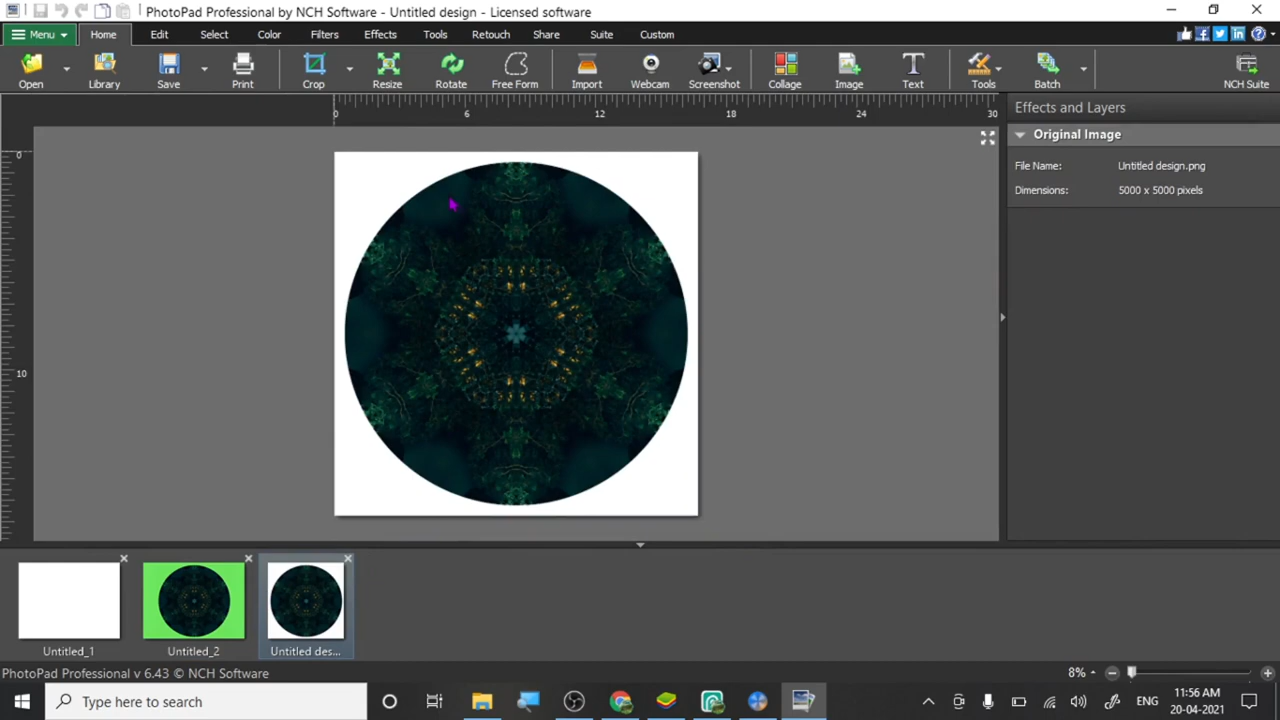 PhotoPad Professional by NCH Software - Untitled design - Licensed software
Menu Home Edit Select Color Filters Effects Tools Retouch Share Suite Custom
Open Library Save Print Crop Resize Rotate Free Form Import Webcam Screenshot Collage Image Text Tools Batch NCH Suite
0 6 12 18 24 30
0
10
Effects and Layers
Original Image
File Name: Untitled design.png
Dimensions: 5000 x 5000 pixels
Untitled_1 Untitled_2 Untitled des...
PhotoPad Professional v 6.43 © NCH Software 8%
Type here to search
ENG
11:56 AM
20-04-2021